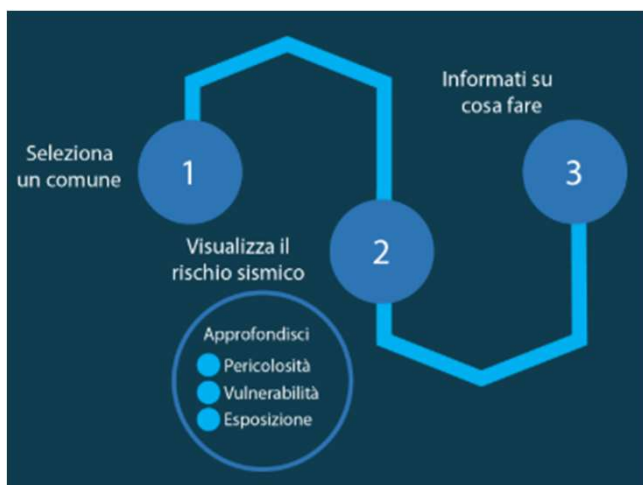 Seleziona
un comune
1
Visualizza il
rischio sismico
2
Approfondisci
Pericolosità
Vulnerabilità
Esposizione
Informati su
cosa fare
3